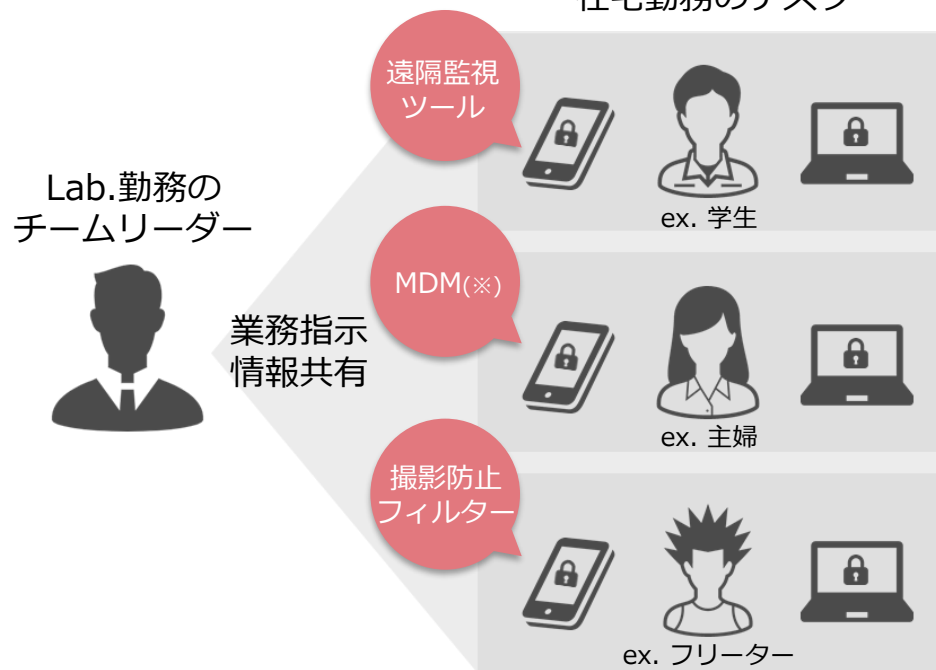 遠隔監視
ツール
ex. 学生
Lab.勤務の
チームリーダー
業務指示
情報共有
MDM(※)
ex. 主婦
撮影防止
フィルター
ex. フリーター